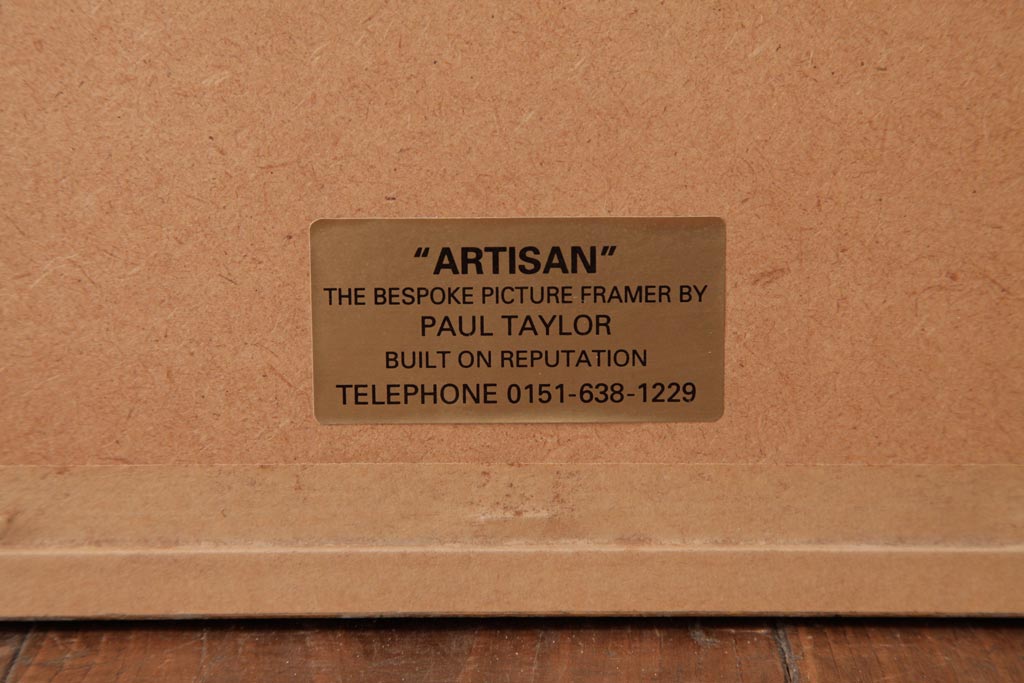 “ARTISAN”
THE BESPOKE PICTURE FRAMER BY
PAUL TAYLOR
BUILT ON REPUTATION
TELEPHONE 0151-638-1229